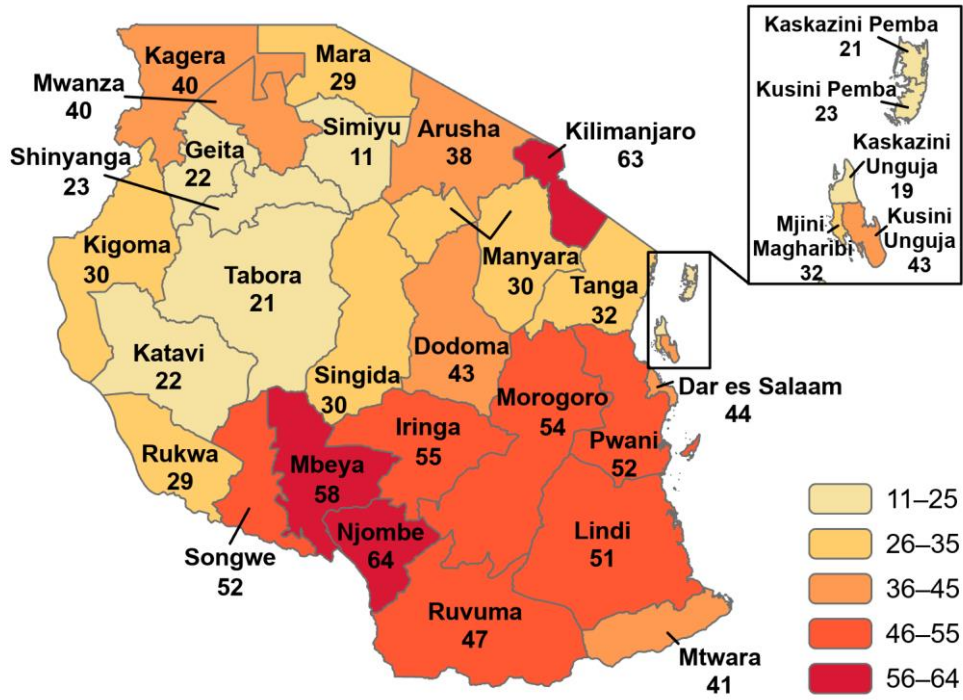 Kagera
40
Mara
29
Mwanza
40
Simiyu
11
Arusha
38
Kilimanjaro
63
Geita
22
Shinyanga
23
Kigoma
30
Tabora
21
Manyara
30
Tanga
32
Katavi
22
Singida
30
Dodoma
43
Morogoro
54
Dar es Salaam
44
Iringa
55
Pwani
52
Rukwa
29
Mbeya
58
Njombe
64
Songwe
52
Lindi
51
Ruvuma
47
Mtwara
41
Kaskazini Pemba
21
Kusini Pemba
23
Kaskazini
Unguja
19
Mjini
Magharibi
32
Kusini
Unguja
43
11–25
26–35
36–45
46–55
56–64